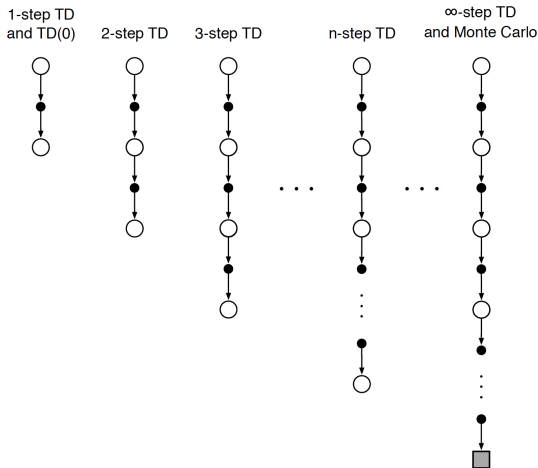 1-step TD
and TD(0)
2-step TD
3-step TD
n-step TD
∞-step TD
and Monte Carlo